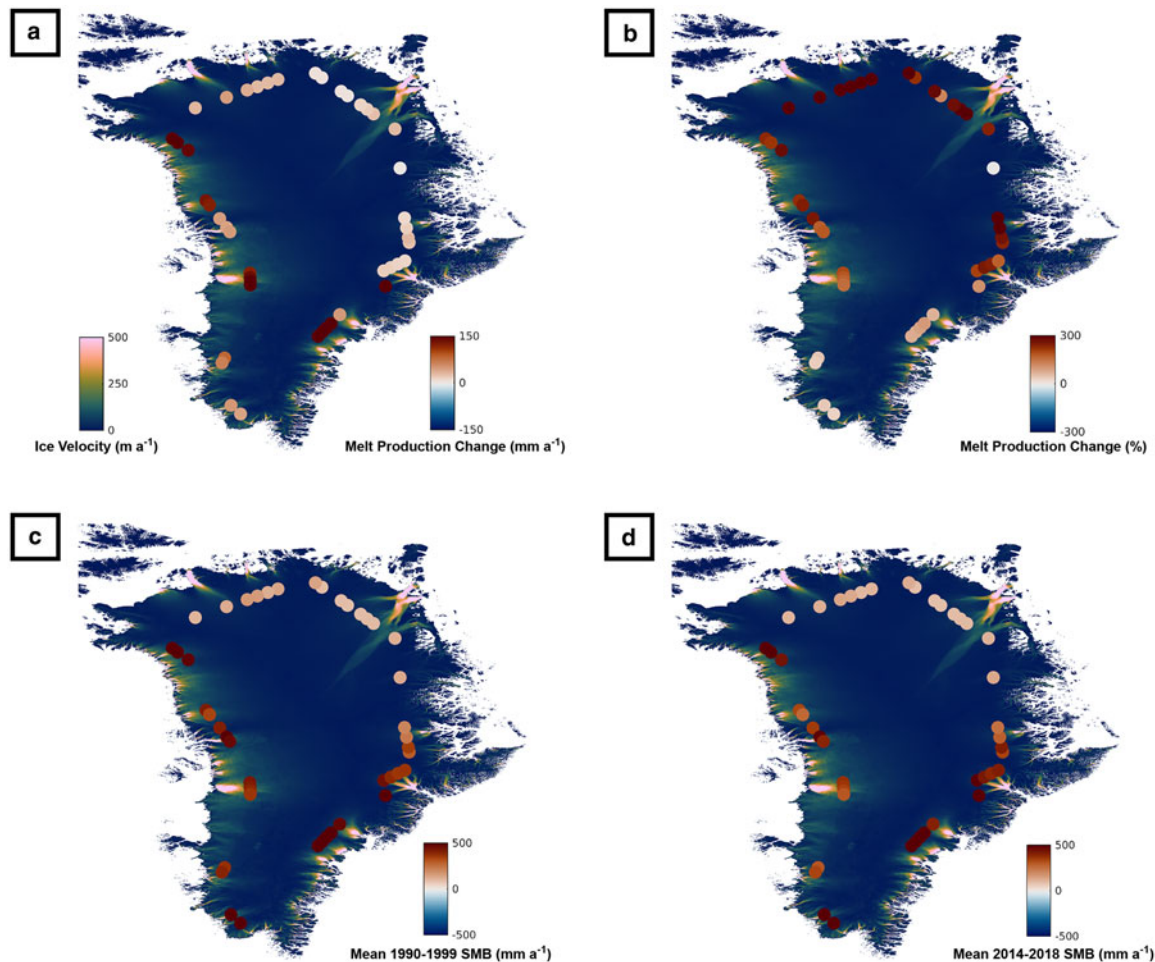 a
b
500
250
0
Ice Velocity (m a⁻¹)
150
0
-150
Melt Production Change (mm a⁻¹)
300
0
-300
Melt Production Change (%)
c
d
500
0
-500
Mean 1990-1999 SMB (mm a⁻¹)
500
0
-500
Mean 2014-2018 SMB (mm a⁻¹)